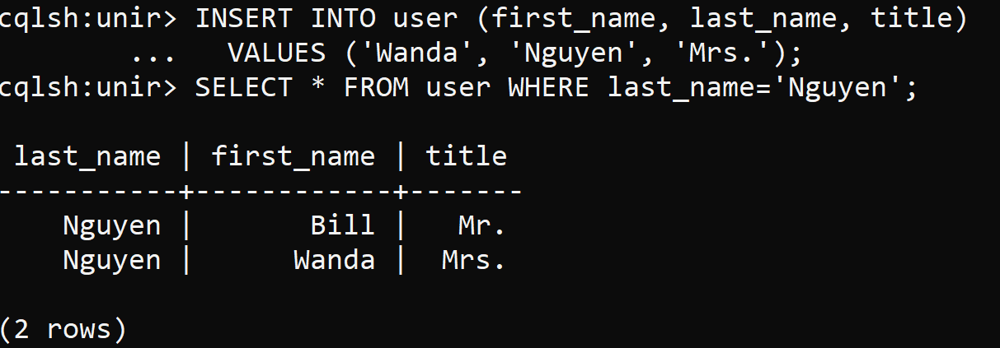 cqlsh:unir> INSERT INTO user (first_name, last_name, title)
        ...   VALUES ('Wanda', 'Nguyen', 'Mrs.');
cqlsh:unir> SELECT * FROM user WHERE last_name='Nguyen';

 last_name | first_name | title
-----------+------------+-------
    Nguyen |       Bill |   Mr.
    Nguyen |      Wanda |  Mrs.

(2 rows)